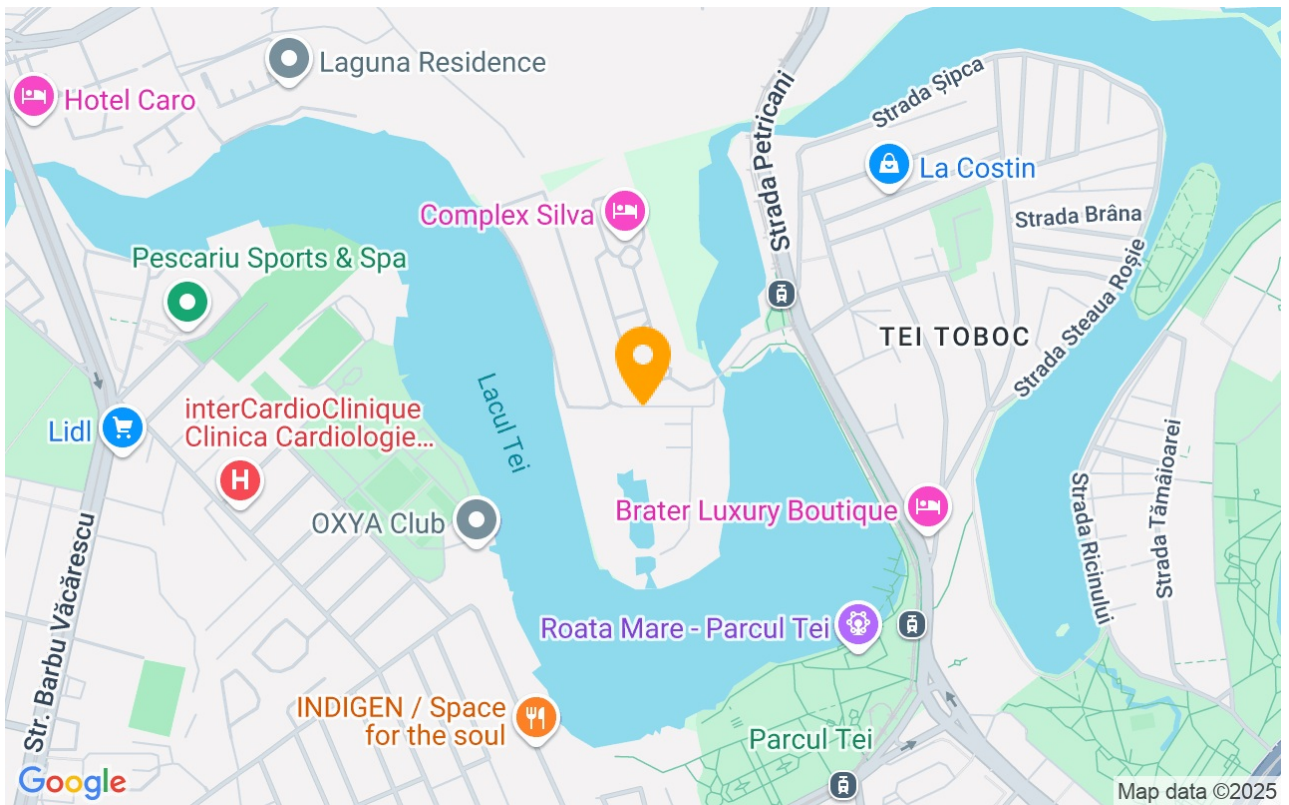 Laguna Residence
Hotel Caro
Strada Petricani
Strada Șipca
La Costin
Complex Silva
Strada Brâna
Pescariu Sports & Spa
Strada Steaua Roșie
TEI TOBOC
Lacul Tei
interCardioClinique
Clinica Cardiologie...
Lidl
H
OXYA Club
Brater Luxury Boutique
Strada Ricinului
Strada Tămâioarei
Str. Barbu Văcărescu
Roata Mare - Parcul Tei
INDIGEN / Space
for the soul
Parcul Tei
Google
Map data ©2025